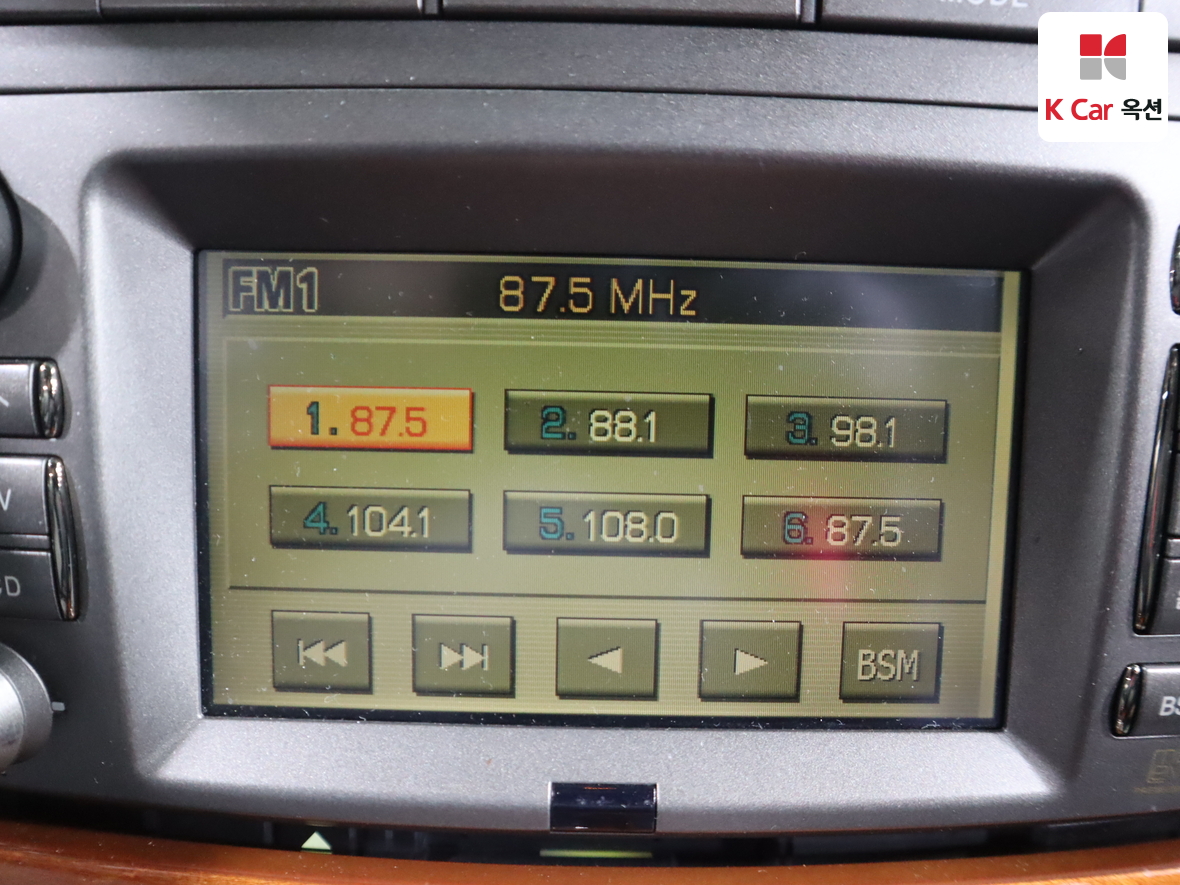 MODE
K Car 옥션
FM1 87.5 MHz
1. 87.5 2. 88.1 3. 98.1
4. 104.1 5. 108.0 6. 87.5
BSM